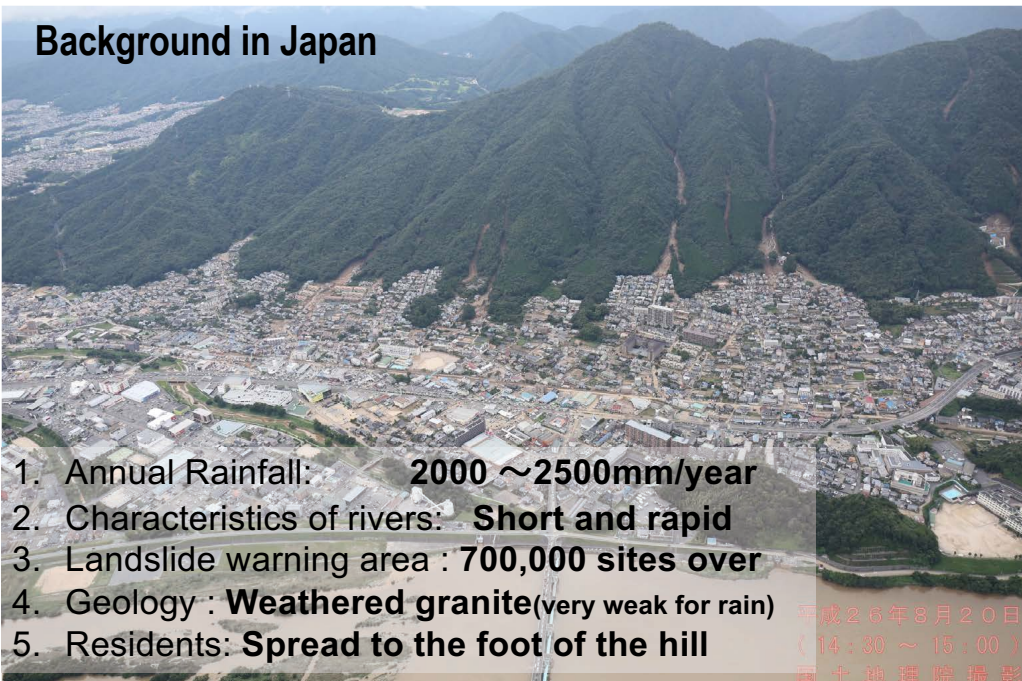 Background in Japan
1. Annual Rainfall: 2000 ～2500mm/year
2. Characteristics of rivers: Short and rapid
3. Landslide warning area : 700,000 sites over
4. Geology : Weathered granite(very weak for rain)
5. Residents: Spread to the foot of the hill
平成26年8月20日
(14:30 ～ 15:00)
国土地理院撮影